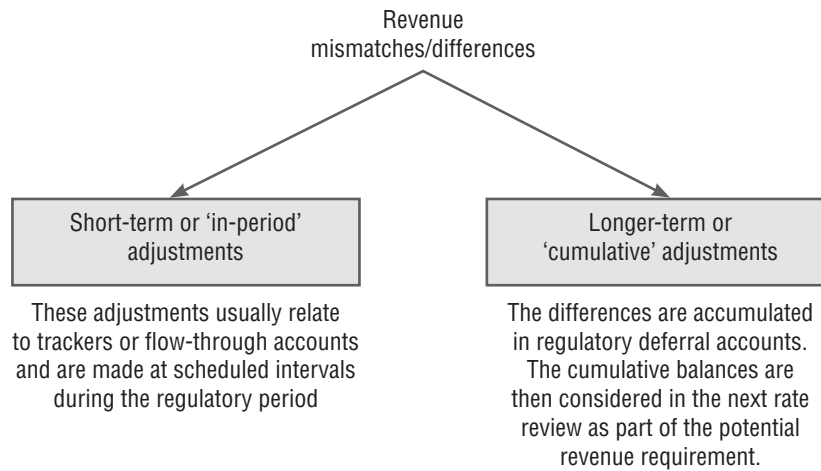 Revenue
mismatches/differences
Short-term or ‘in-period’
adjustments
These adjustments usually relate
to trackers or flow-through accounts
and are made at scheduled intervals
during the regulatory period
Longer-term or
‘cumulative’ adjustments
The differences are accumulated
in regulatory deferral accounts.
The cumulative balances are
then considered in the next rate
review as part of the potential
revenue requirement.